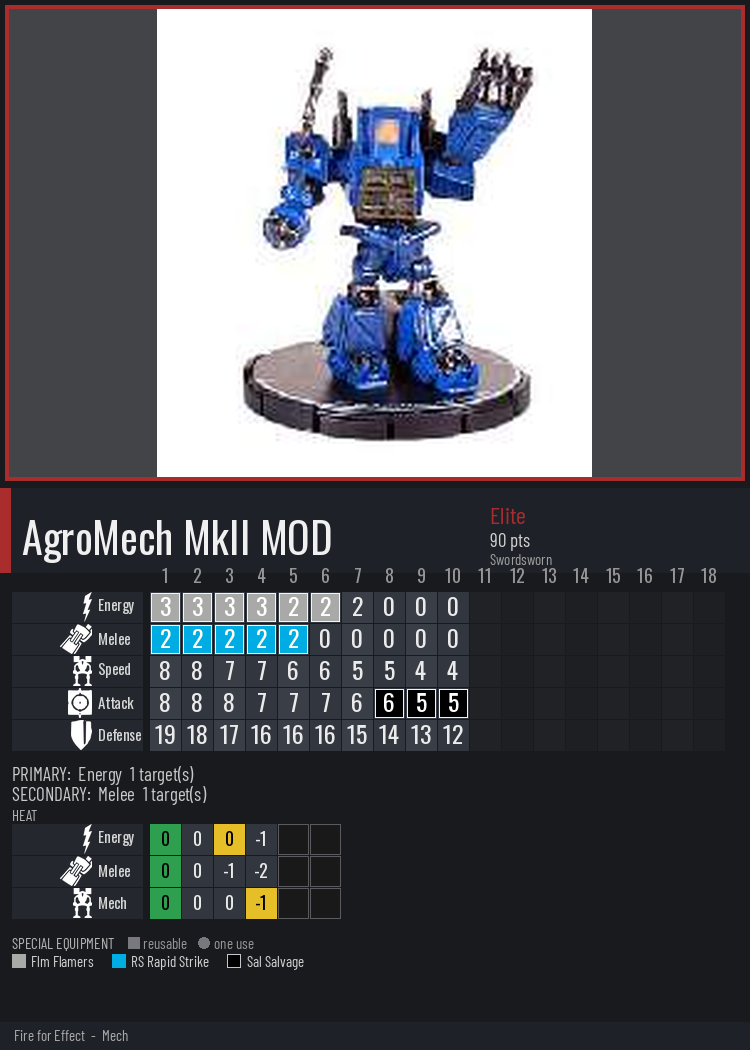 AgroMech MkII MOD
Elite
90 pts
Swordsworn
1 2 3 4 5 6 7 8 9 10 11 12 13 14 15 16 17 18
Energy 3 3 3 3 2 2 2 0 0 0
Melee 2 2 2 2 2 0 0 0 0 0
Speed 8 8 7 7 6 6 5 5 4 4
Attack 8 8 8 7 7 7 6 6 5 5
Defense 19 18 17 16 16 16 15 14 13 12
PRIMARY: Energy 1 target(s)
SECONDARY: Melee 1 target(s)
HEAT
Energy 0 0 0 -1
Melee 0 0 -1 -2
Mech 0 0 0 -1
SPECIAL EQUIPMENT reusable one use
Flm Flamers RS Rapid Strike Sal Salvage
Fire for Effect - Mech